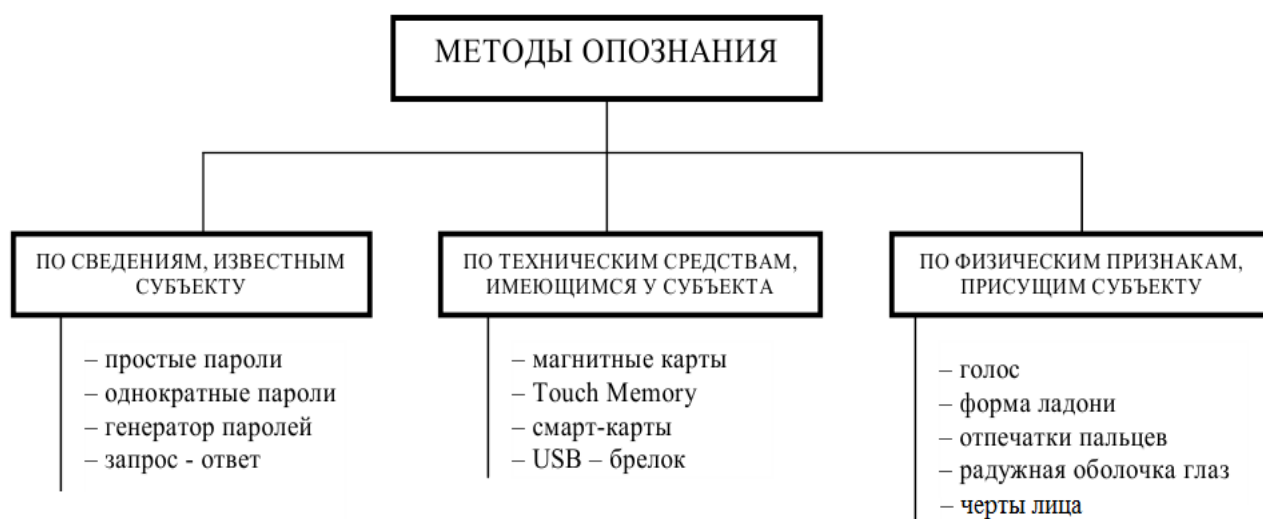 МЕТОДЫ ОПОЗНАНИЯ
ПО СВЕДЕНИЯМ, ИЗВЕСТНЫМ
СУБЪЕКТУ
– простые пароли
– однократные пароли
– генератор паролей
– запрос - ответ
ПО ТЕХНИЧЕСКИМ СРЕДСТВАМ,
ИМЕЮЩИМСЯ У СУБЪЕКТА
– магнитные карты
– Touch Memory
– смарт-карты
– USB – брелок
ПО ФИЗИЧЕСКИМ ПРИЗНАКАМ,
ПРИСУЩИМ СУБЪЕКТУ
– голос
– форма ладони
– отпечатки пальцев
– радужная оболочка глаз
– черты лица